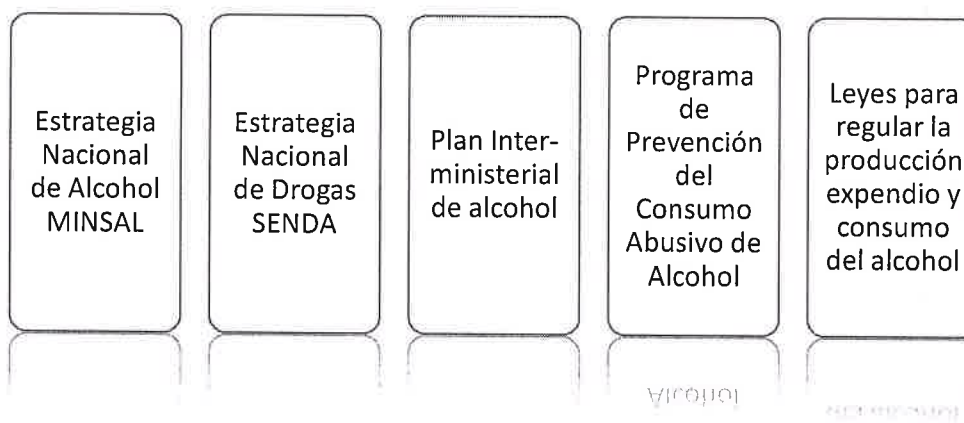 Estrategia
Nacional
de Alcohol
MINSAL
Estrategia
Nacional
de Drogas
SENDA
Plan Inter-
ministerial
de alcohol
Programa
de
Prevención
del
Consumo
Abusivo de
Alcohol
Leyes para
regular la
producción
expendio y
consumo
del alcohol